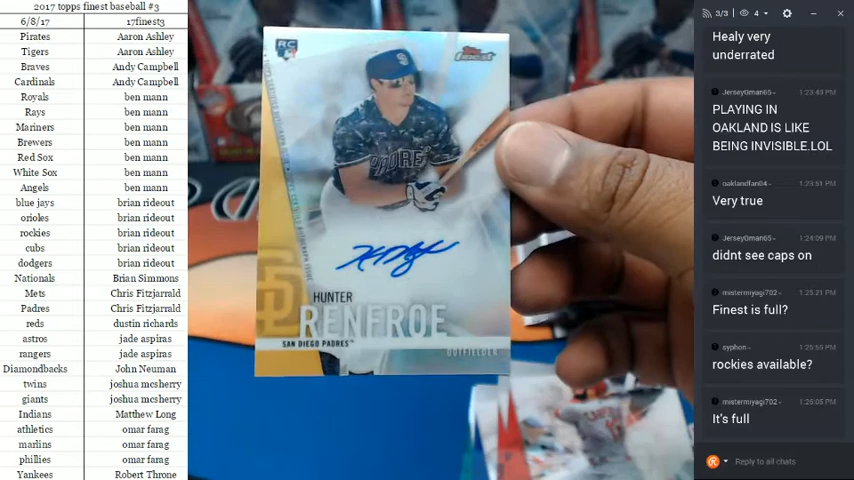 2017 topps finest baseball #3
6/8/17 17finest3
Pirates Aaron Ashley
Tigers Aaron Ashley
Braves Andy Campbell
Cardinals Andy Campbell
Royals ben mann
Rays ben mann
Mariners ben mann
Brewers ben mann
Red Sox ben mann
White Sox ben mann
Angels ben mann
blue jays brian rideout
orioles brian rideout
rockies brian rideout
cubs brian rideout
dodgers brian rideout
Nationals Brian Simmons
Mets Chris Fitzjarrald
Padres Chris Fitzjarrald
reds dustin richards
astros jade aspiras
rangers jade aspiras
Diamondbacks John Neuman
twins joshua mcsherry
giants joshua mcsherry
Indians Matthew Long
athletics omar farag
marlins omar farag
phillies omar farag
Yankees Robert Throne
RC
Topps
finest
PADRES
SD
HUNTER
RENFROE
SAN DIEGO PADRES
OUTFIELDER
3/3 4
Healy very
underrated
Jersey0man65 1:23:43 PM
PLAYING IN
OAKLAND IS LIKE
BEING INVISIBLE.LOL
oaklandfan04 1:23:51 PM
Very true
Jersey0man65 1:24:09 PM
didnt see caps on
mistermiyagi702 1:25:21 PM
Finest is full?
syphon 1:25:55 PM
rockies available?
mistermiyagi702 1:26:05 PM
It's full
Reply to all chats